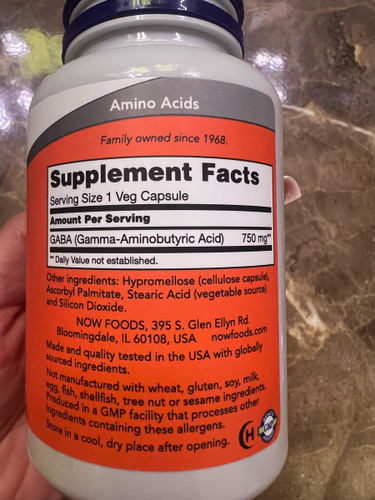 Amino Acids
Family owned since 1968.
Supplement Facts
Serving Size 1 Veg Capsule
Amount Per Serving
GABA (Gamma-Aminobutyric Acid) 750 mg**
** Daily Value not established.
Other ingredients: Hypromellose (cellulose capsule),
Ascorbyl Palmitate, Stearic Acid (vegetable source)
and Silicon Dioxide.
NOW FOODS, 395 S. Glen Ellyn Rd.
Bloomingdale, IL 60108, USA nowfoods.com
Made and quality tested in the USA with globally
sourced ingredients.
Not manufactured with wheat, gluten, soy, milk,
egg, fish, shellfish, tree nut or sesame ingredients.
Produced in a GMP facility that processes other
ingredients containing these allergens.
Store in a cool, dry place after opening.
H
GMP